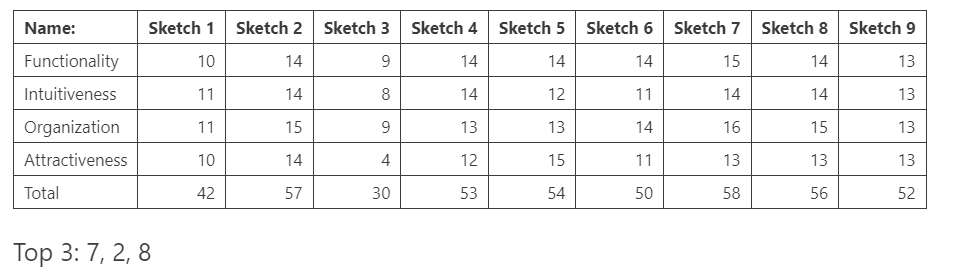 Name: Sketch 1 Sketch 2 Sketch 3 Sketch 4 Sketch 5 Sketch 6 Sketch 7 Sketch 8 Sketch 9
Functionality 10 14 9 14 14 14 15 14 13
Intuitiveness 11 14 8 14 12 11 14 14 13
Organization 11 15 9 13 13 14 16 15 13
Attractiveness 10 14 4 12 15 11 13 13 13
Total 42 57 30 53 54 50 58 56 52
Top 3: 7, 2, 8